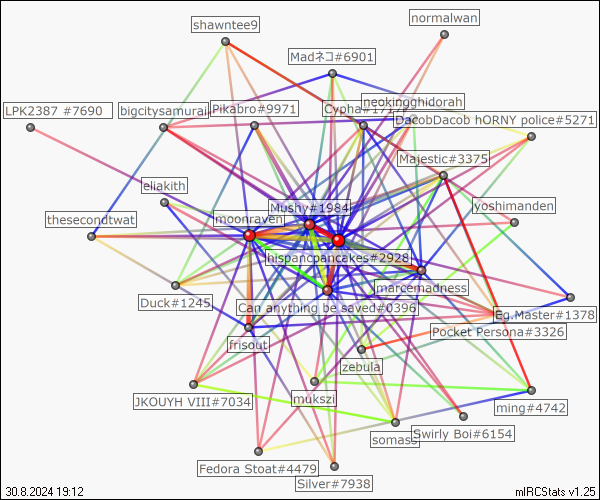 shawntee9
normalwan
Madネコ#6901
neokingghidorah
LPK2387 #7690
bigcitysamurai
Pikabro#9971
DacobDacob hORNY police#5271
Majestic#3375
eliakith
Mushy#1984
yoshimanden
thesecondtwat
moonraven
hispancpancakes#2928
marcemadness
Duck#1245
Can anything be saved#0396
Eg.Master#1378
Pocket Persona#3326
frisout
zebula
mukszi
JKOUYH VIII#7034
ming#4742
somass
Swirly Boi#6154
Fedora Stoat#4479
Silver#7938
30.8.2024 19:12
mIRCStats v1.25